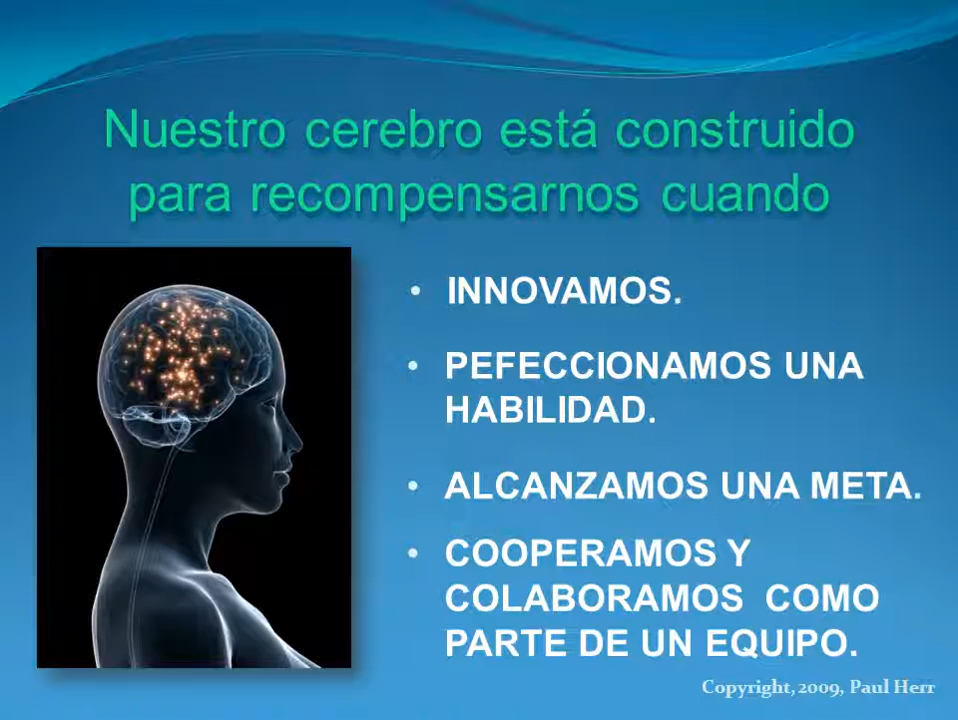 Nuestro cerebro está construido
para recompensarnos cuando
• INNOVAMOS.
• PEFECCIONAMOS UNA
HABILIDAD.
• ALCANZAMOS UNA META.
• COOPERAMOS Y
COLABORAMOS COMO
PARTE DE UN EQUIPO.
Copyright, 2009, Paul Herr